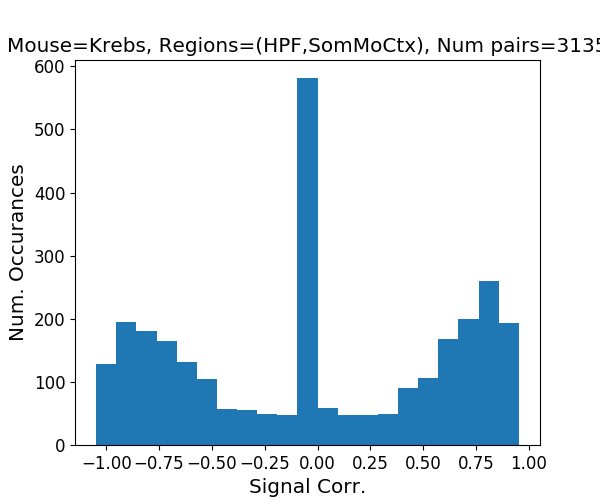 Mouse=Krebs, Regions=(HPF,SomMoCtx), Num pairs=3135
600
500
400
300
200
100
0
Num. Occurances
−1.00 −0.75 −0.50 −0.25 0.00 0.25 0.50 0.75 1.00
Signal Corr.